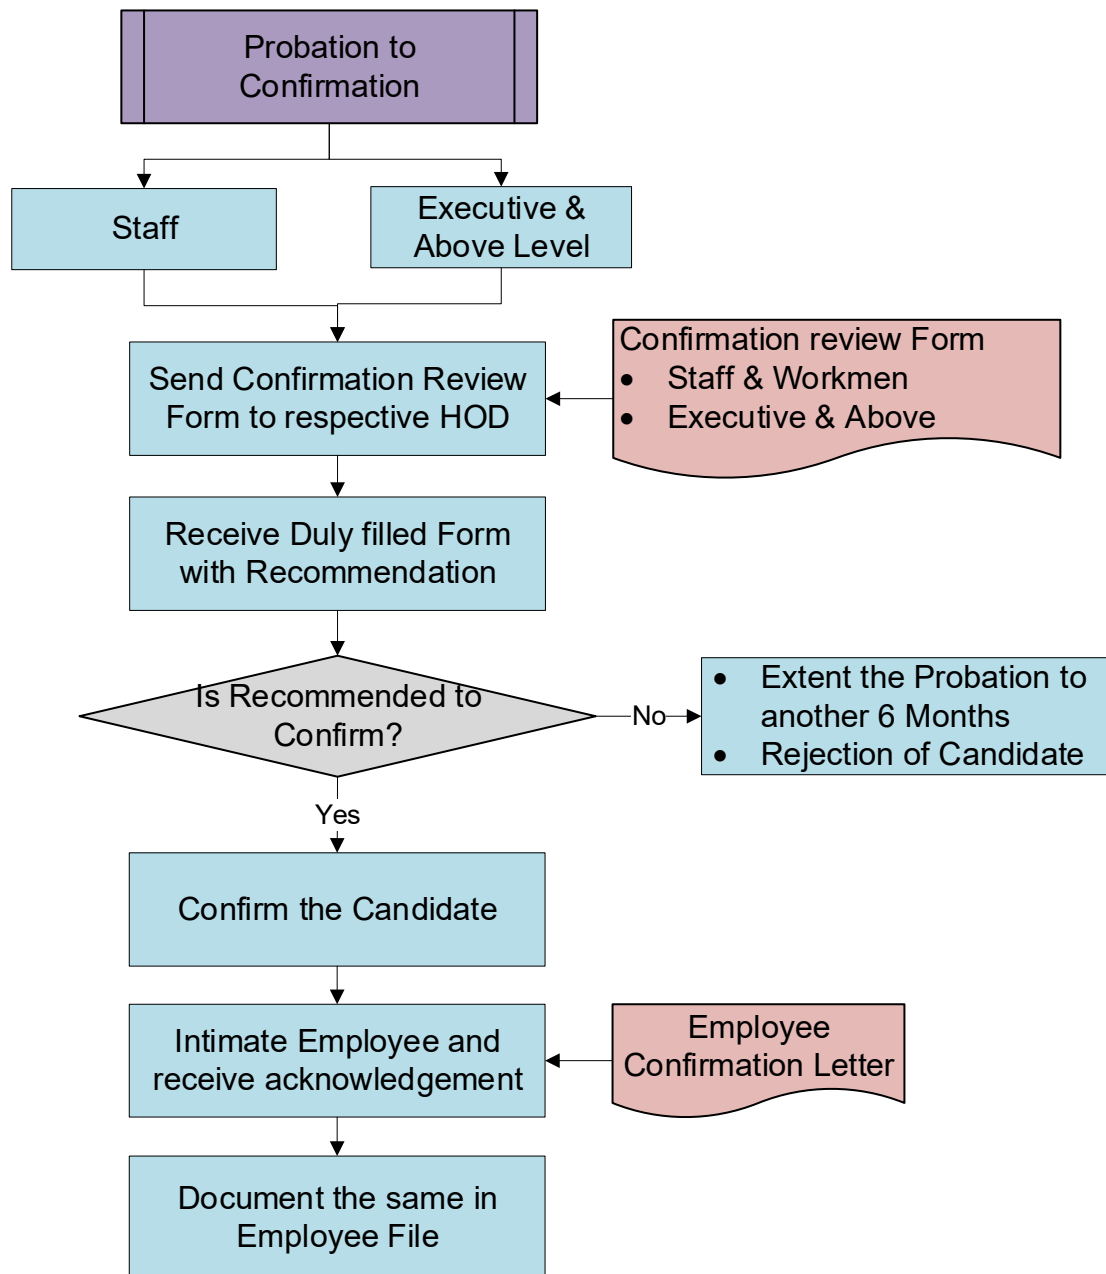 Probation to
Confirmation
Staff
Executive &
Above Level
Send Confirmation Review
Form to respective HOD
Confirmation review Form
• Staff & Workmen
• Executive & Above
Receive Duly filled Form
with Recommendation
Is Recommended to
Confirm?
No
• Extent the Probation to
another 6 Months
• Rejection of Candidate
Yes
Confirm the Candidate
Intimate Employee and
receive acknowledgement
Employee
Confirmation Letter
Document the same in
Employee File